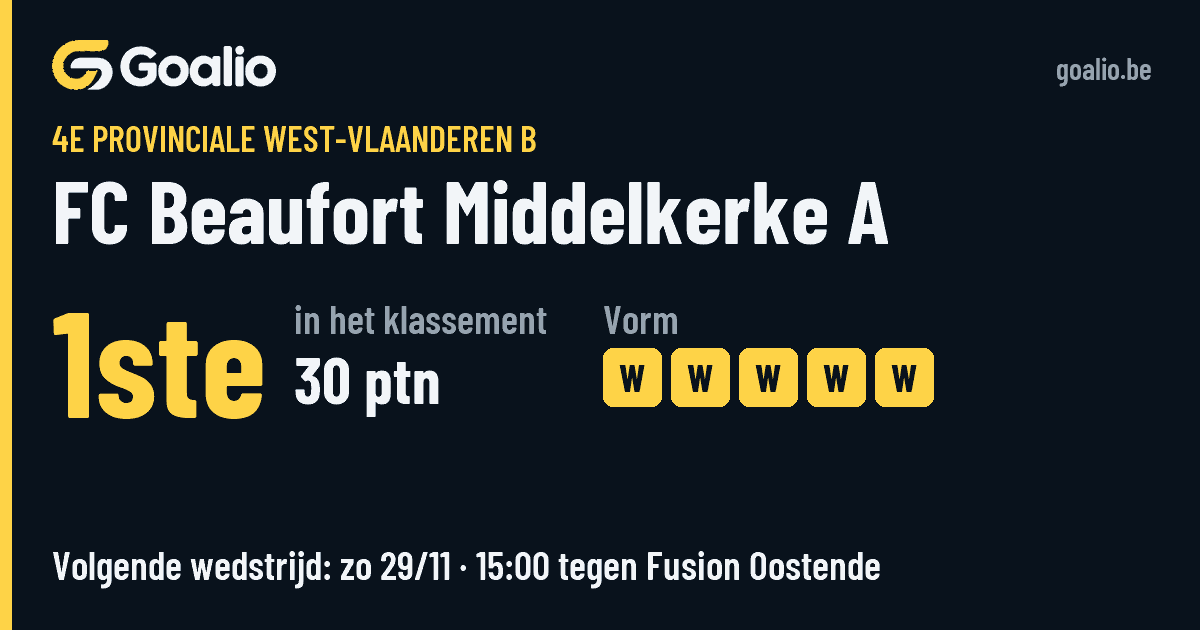 Goalio
goalio.be
4E PROVINCIALE WEST-VLAANDEREN B
FC Beaufort Middelkerke A
1ste
in het klassement
30 ptn
Vorm
W W W W W
Volgende wedstrijd: zo 29/11 · 15:00 tegen Fusion Oostende